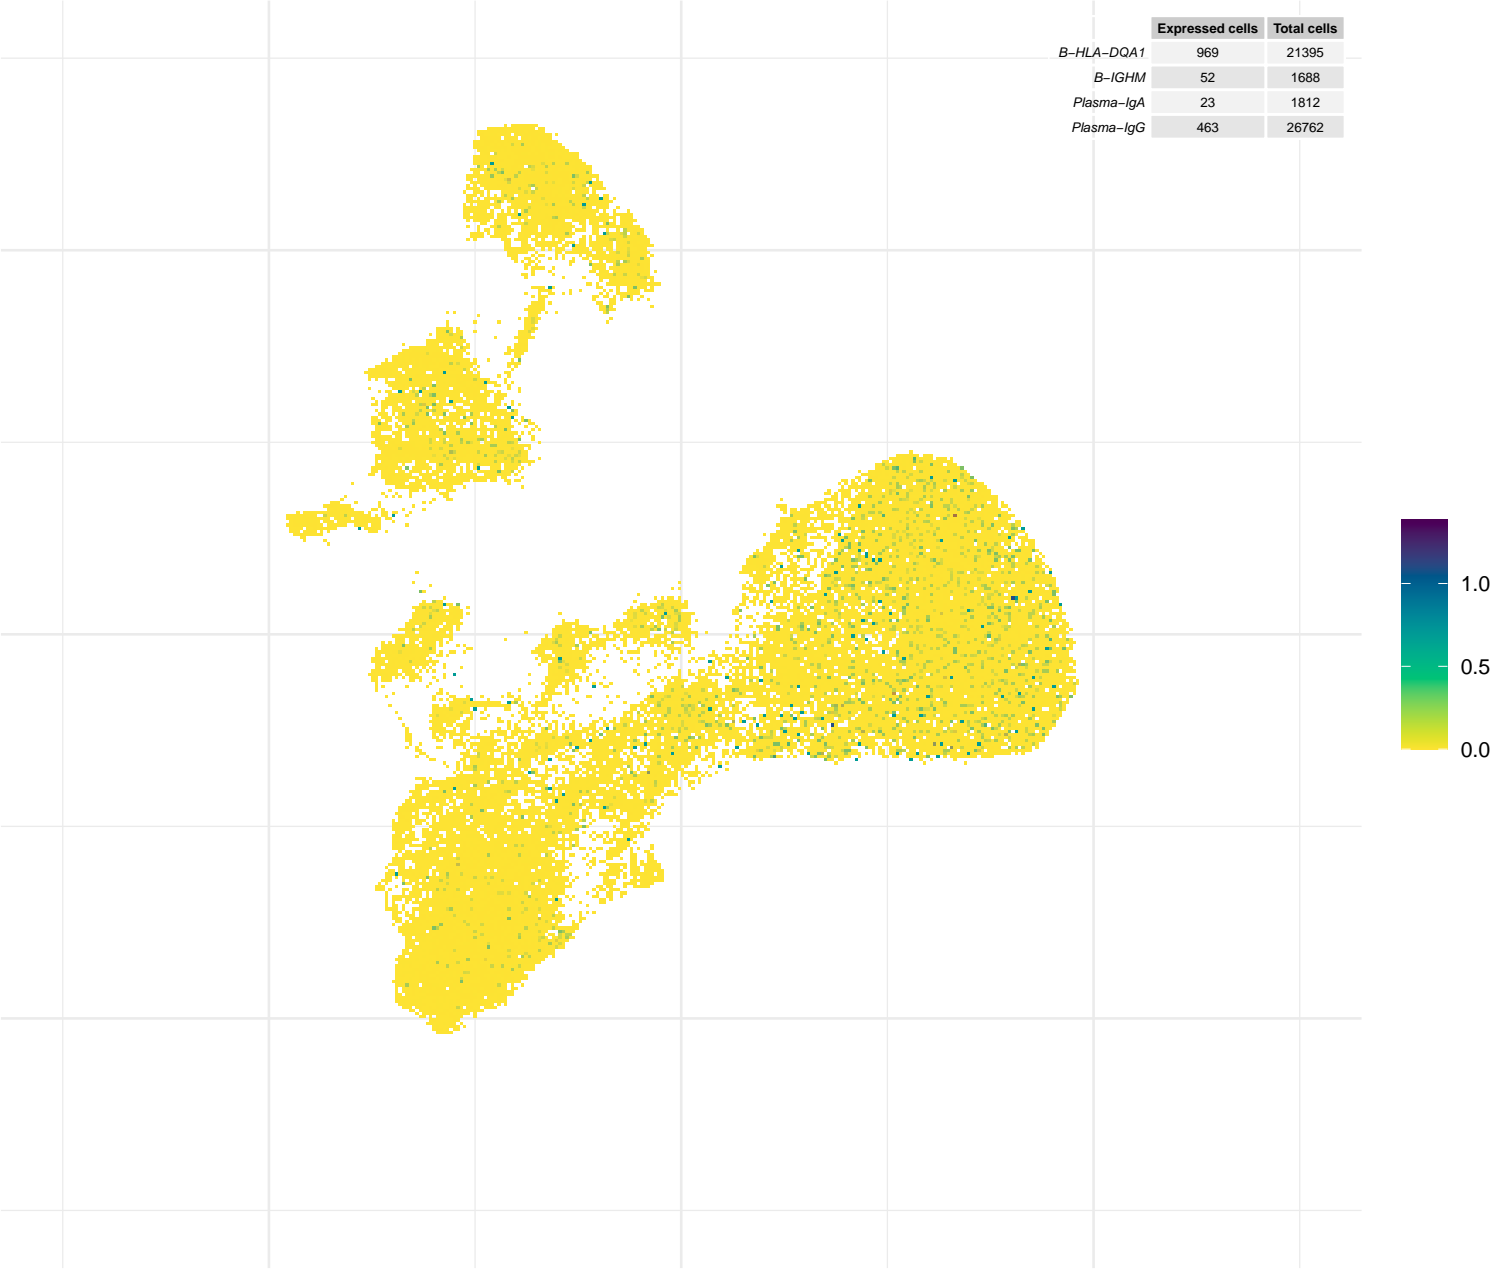 Expressed cells Total cells
B−HLA−DQA1 969 21395
B−IGHM 52 1688
Plasma−IgA 23 1812
Plasma−IgG 463 26762
1.0
0.5
0.0